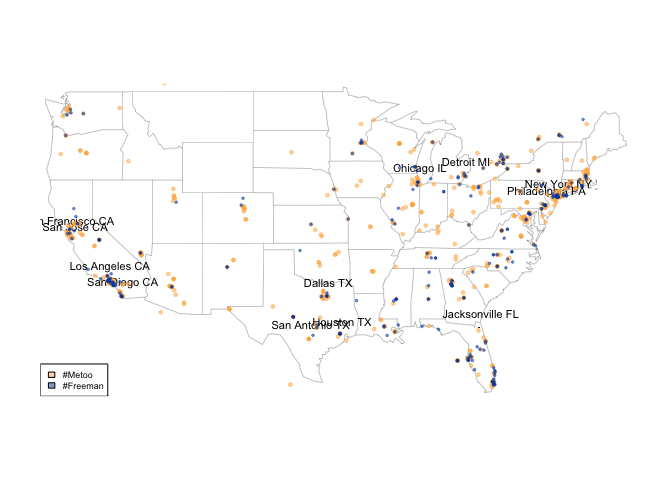 Detroit MI
Chicago IL
New York NY
Philadelphia PA
n Francisco CA
San Jose CA
Los Angeles CA
San Diego CA
Dallas TX
Jacksonville FL
Houston TX
San Antonio TX
#Metoo
#Freeman